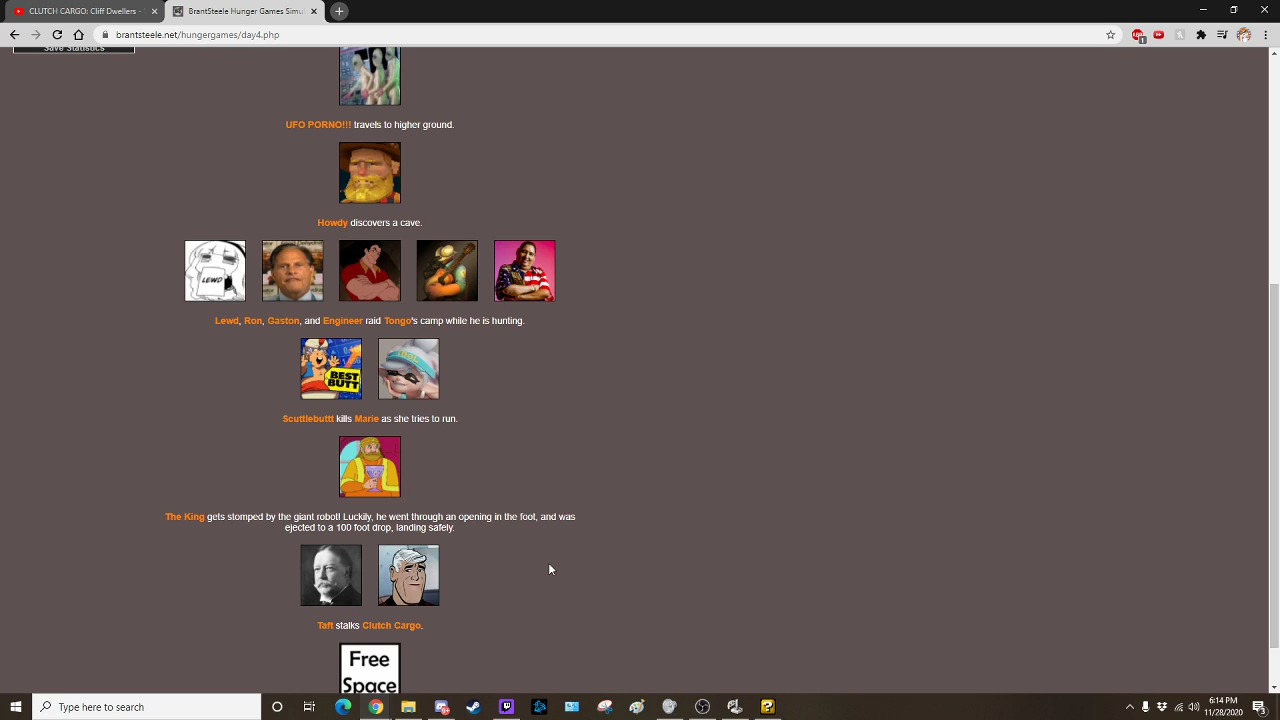 CLUTCH CARGO: Cliff Dwellers -
BrantSteele Hunger Games Simu
brantsteele.net/hungergames/day4.php
1
Save Statistics
UFO PORNO!!! travels to higher ground.
Howdy discovers a cave.
LEWD
Lewd, Ron, Gaston, and Engineer raid Tongo's camp while he is hunting.
BEST
BUTT
Scuttlebuttt kills Marie as she tries to run.
The King gets stomped by the giant robot! Luckily, he went through an opening in the foot, and was
ejected to a 100 foot drop, landing safely.
Taft stalks Clutch Cargo.
Free
Space
Type here to search
6:14 PM
11/28/2020